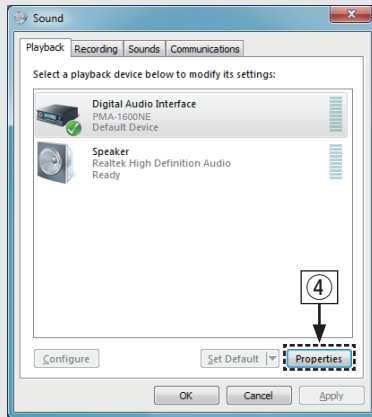 Sound
Playback Recording Sounds Communications
Select a playback device below to modify its settings:
Digital Audio Interface
PMA-1600NE
Default Device
Speaker
Realtek High Definition Audio
Ready
④
Configure Set Default Properties
OK Cancel Apply